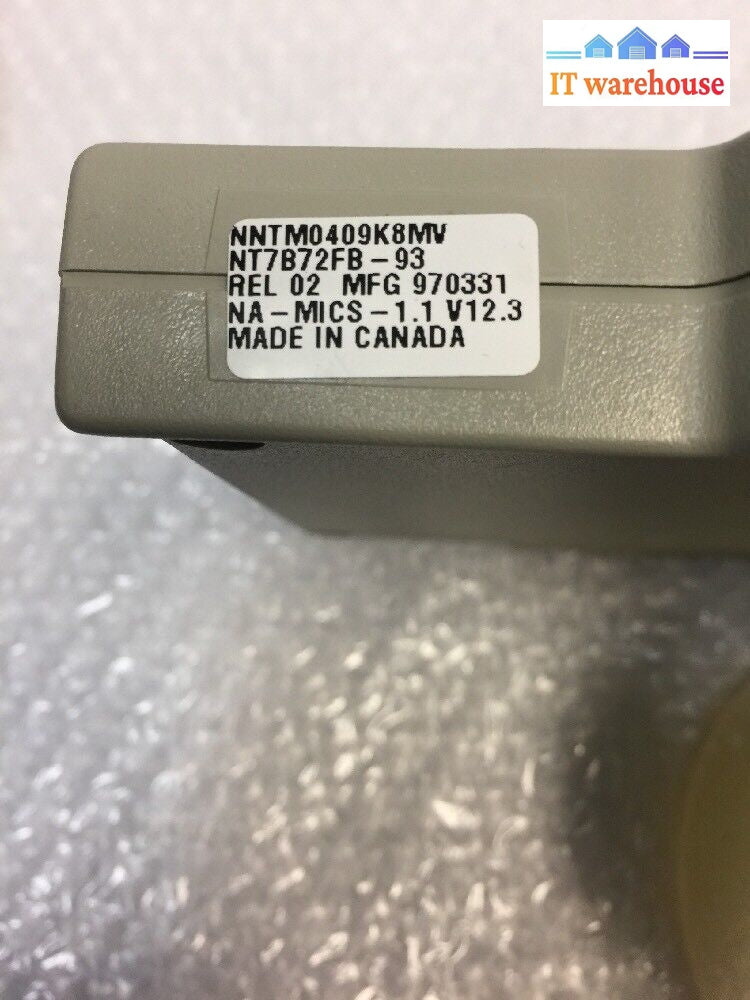 IT warehouse
NNTM0409K8MV
NT7B72FB-93
REL 02 MFG 970331
NA-MICS-1.1 V12.3
MADE IN CANADA